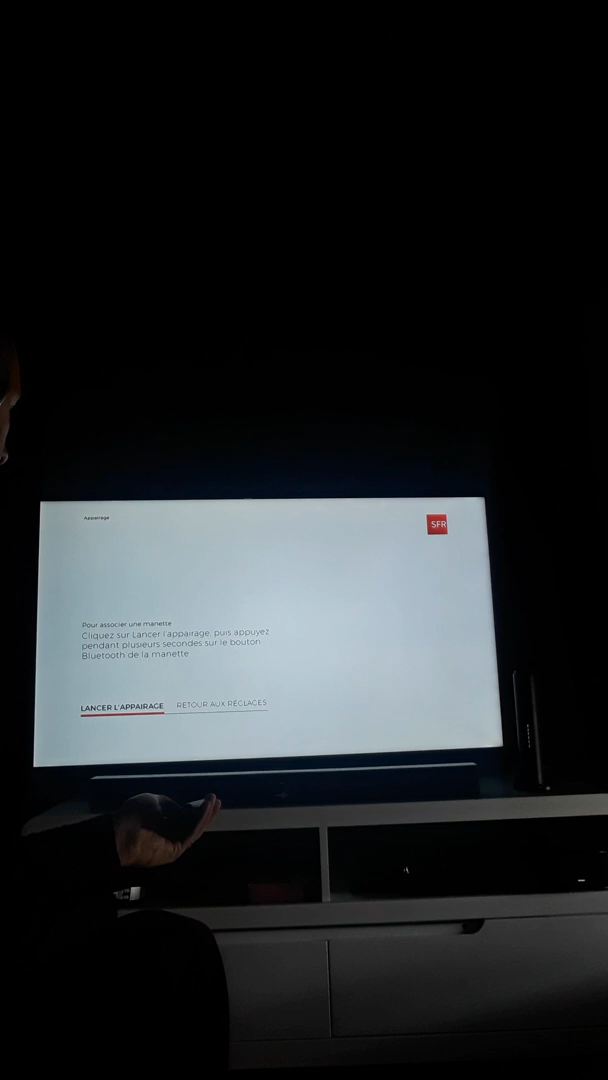 Appairage
SFR
Pour associer une manette
Cliquez sur Lancer l'appairage, puis appuyez
pendant plusieurs secondes sur le bouton
Bluetooth de la manette
LANCER L'APPAIRAGE RETOUR AUX RÉGLAGES